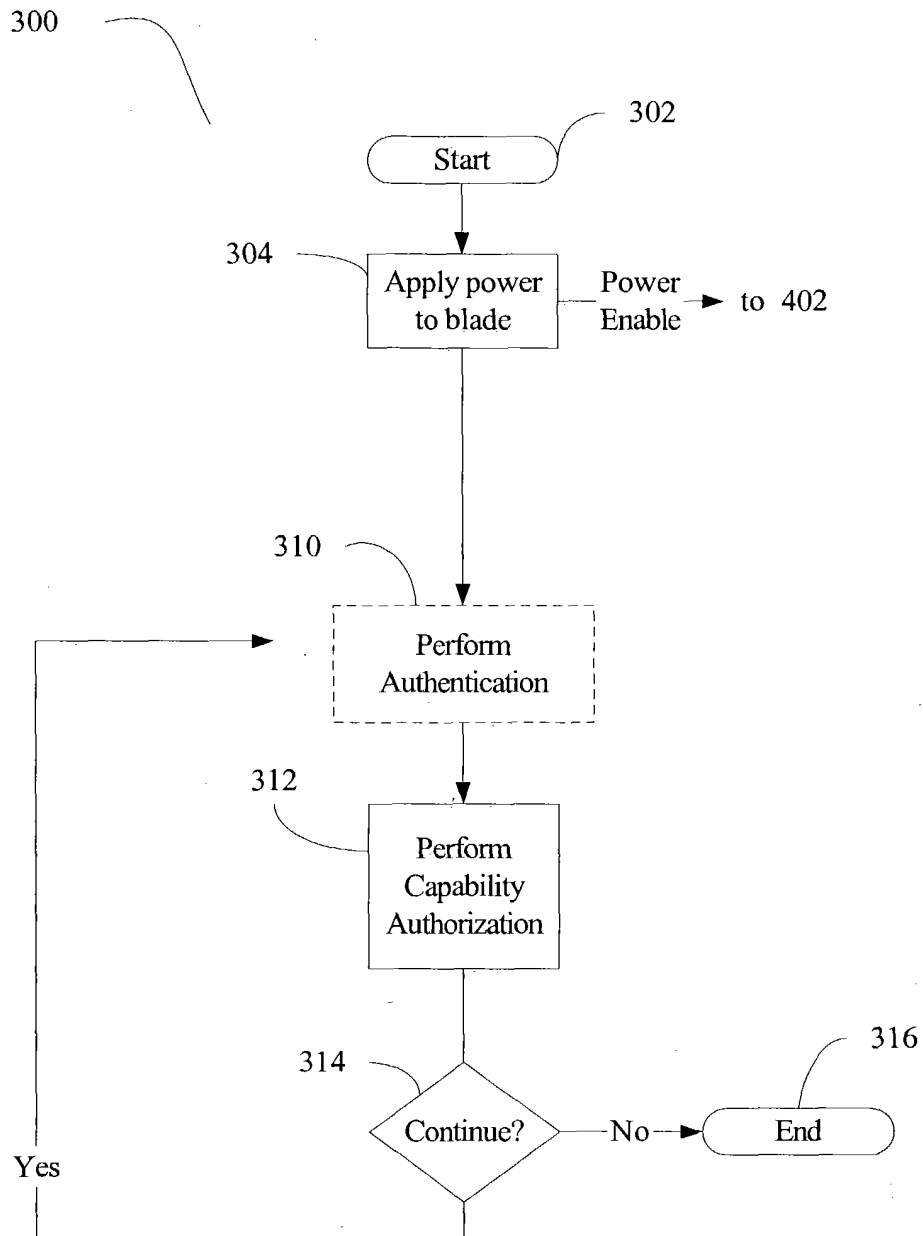 300
302
Start
304
Apply power
to blade
Power
Enable
to 402
310
Perform
Authentication
312
Perform
Capability
Authorization
314
316
Continue?
No
End
Yes